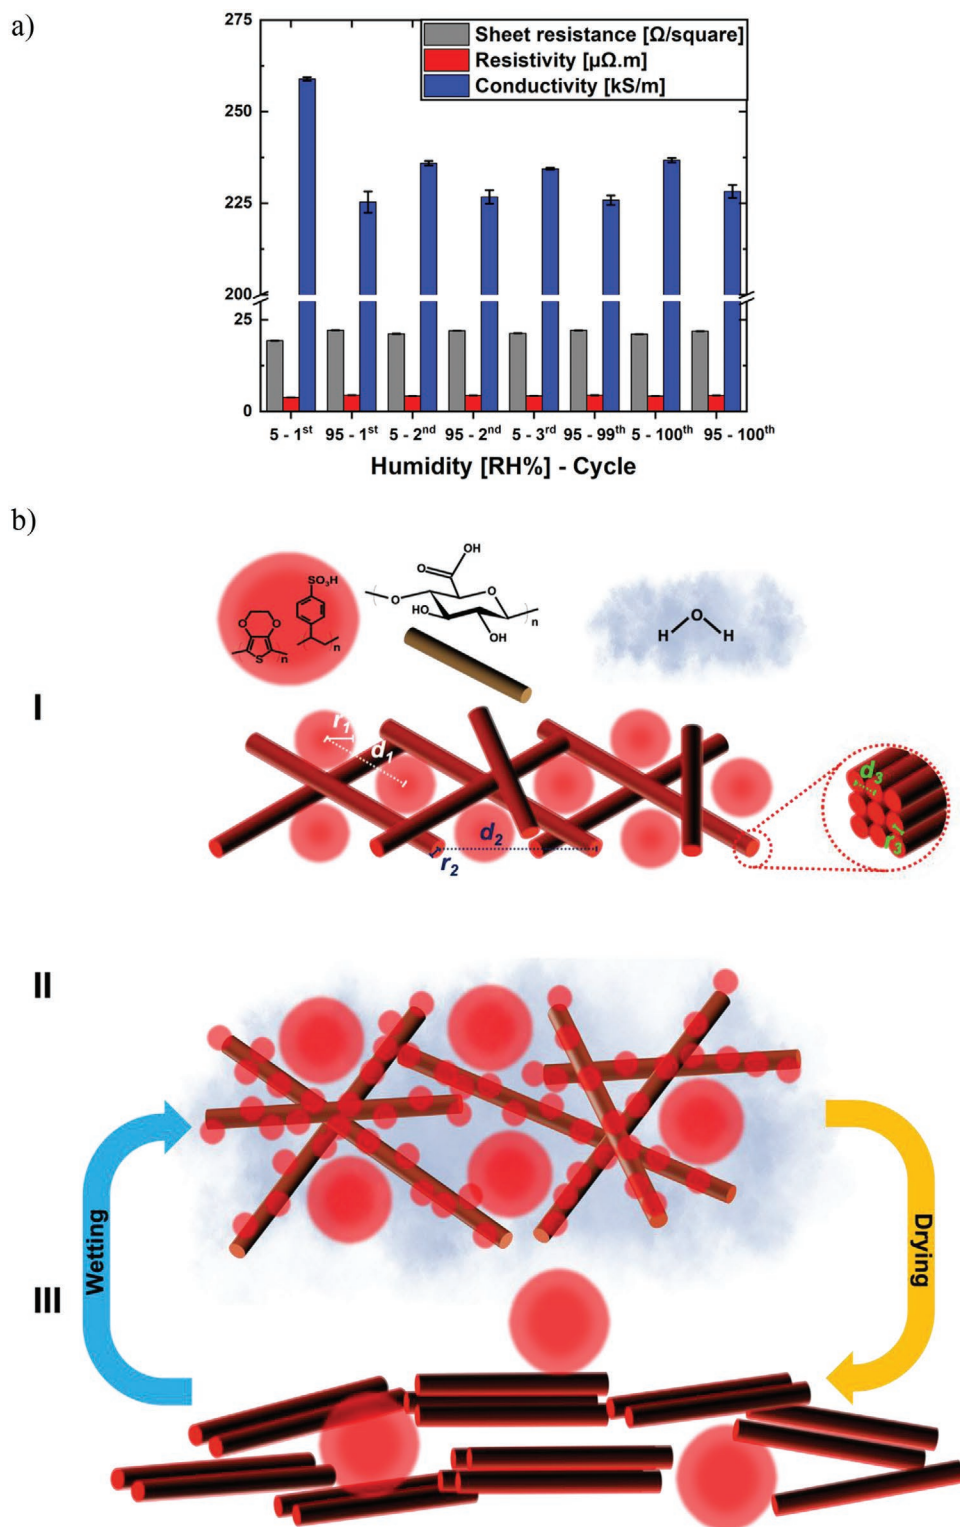 a)
275
250
225
200
25
0
Sheet resistance [Ω/square]
Resistivity [µΩ.m]
Conductivity [kS/m]
5 - 1st 95 - 1st 5 - 2nd 95 - 2nd 5 - 3rd 95 - 99th 5 - 100th 95 - 100th
Humidity [RH%] - Cycle
b)
SO₃H
O O
S n
n
O OH
O O
HO OH
n
O
H H
I
r₁
d₁
d₂
r₂
d₃
r₃
II
Wetting
Drying
III